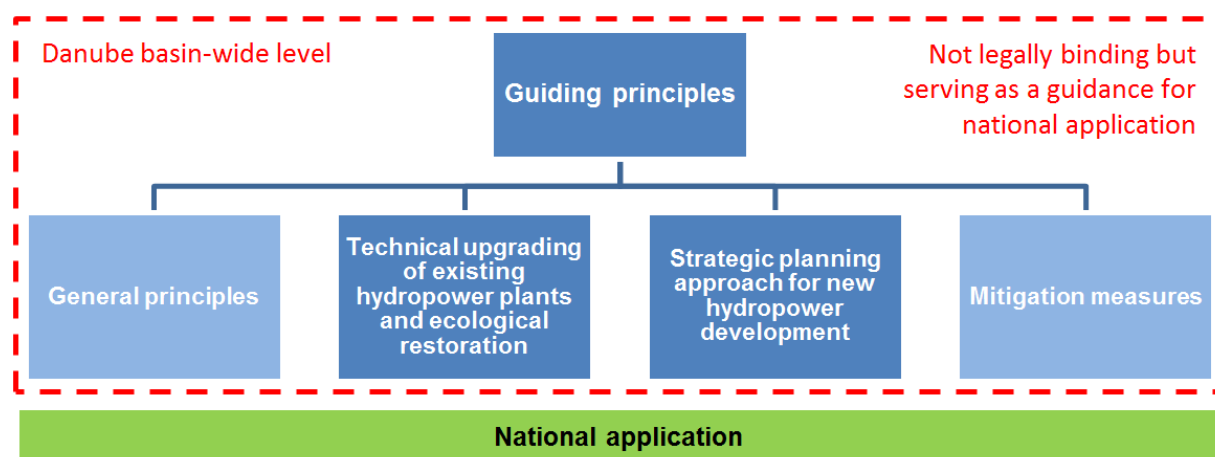 Danube basin-wide level
Guiding principles
Not legally binding but
serving as a guidance for
national application
General principles
Technical upgrading
of existing
hydropower plants
and ecological
restoration
Strategic planning
approach for new
hydropower
development
Mitigation measures
National application